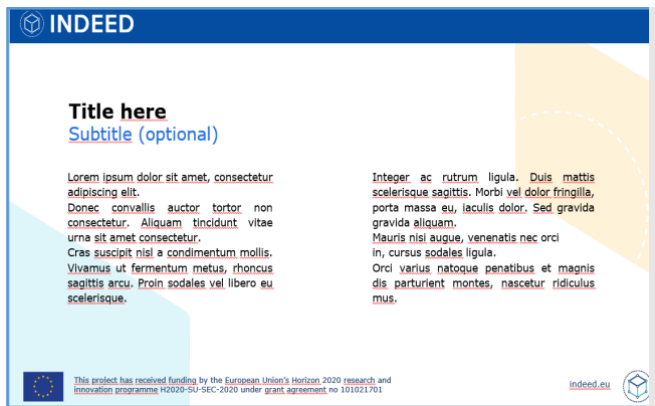 INDEED
Title here
Subtitle (optional)
Lorem ipsum dolor sit amet, consectetur
adipiscing elit.
Donec convallis auctor tortor non
consectetur. Aliquam tincidunt vitae
urna sit amet consectetur.
Cras suscipit nisl a condimentum mollis.
Vivamus ut fermentum metus, rhoncus
sagittis arcu. Proin sodales vel libero eu
scelerisque.
Integer ac rutrum ligula. Duis mattis
scelerisque sagittis. Morbi vel dolor fringilla,
porta massa eu, iaculis dolor. Sed gravida
gravida aliquam.
Mauris nisi augue, venenatis nec orci
in, cursus sodales ligula.
Orci varius natoque penatibus et magnis
dis parturient montes, nascetur ridiculus
mus.
This project has received funding by the European Union's Horizon 2020 research and
innovation programme H2020-SU-SEC-2020 under grant agreement no 101021701
indeed.eu